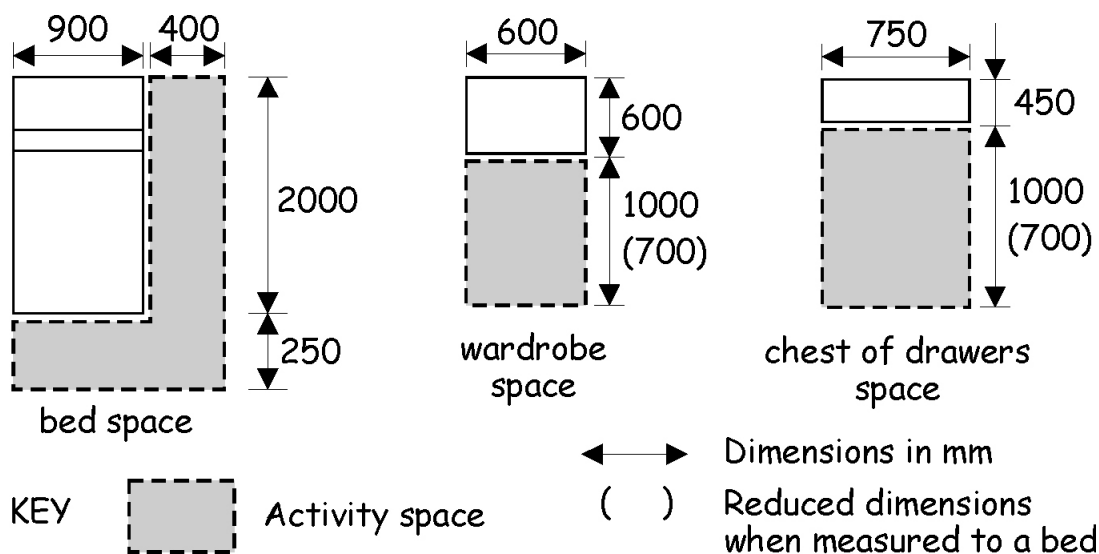 900 400
2000
250
bed space
600
600
1000
(700)
wardrobe
space
750
450
1000
(700)
chest of drawers
space
KEY
Activity space
Dimensions in mm
( ) Reduced dimensions
when measured to a bed